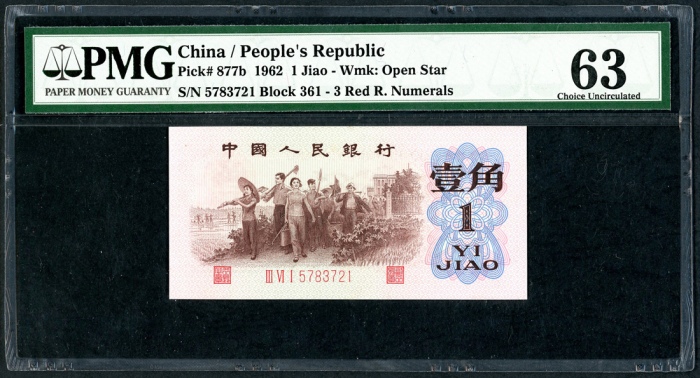 PMG
PAPER MONEY GUARANTY
China / People's Republic
Pick# 877b 1962 1 Jiao - Wmk: Open Star
S/N 5783721 Block 361 - 3 Red R. Numerals
63
Choice Uncirculated
中國人民銀行
壹角
1
YI
JIAO
III VI I 5783721